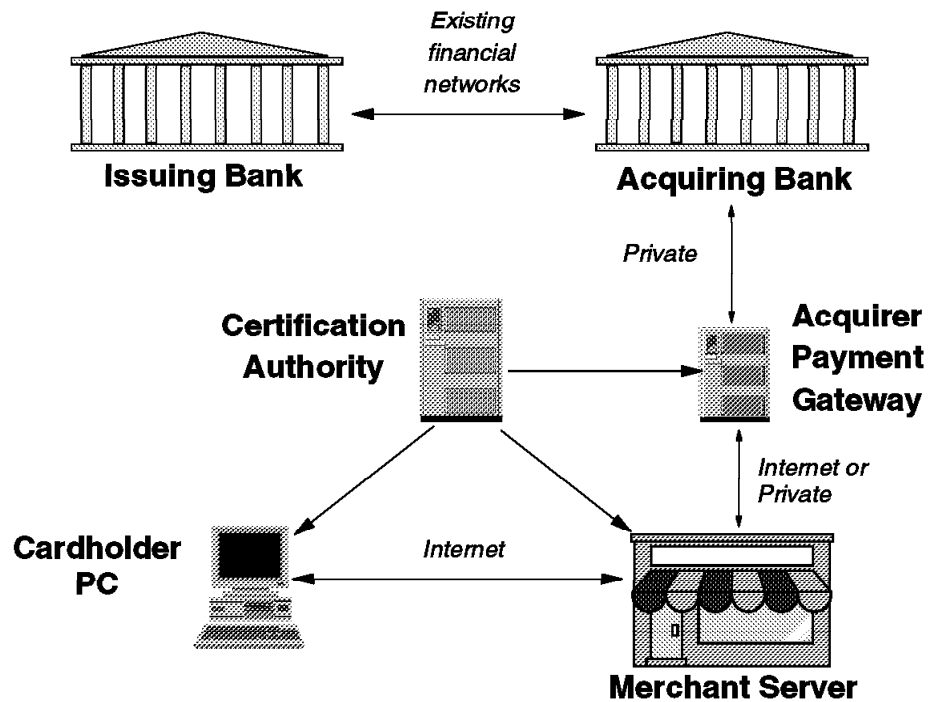 Existing
financial
networks
Issuing Bank
Acquiring Bank
Private
Certification
Authority
Acquirer
Payment
Gateway
Internet or
Private
Cardholder
PC
Internet
Merchant Server